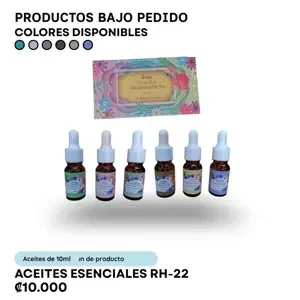 PRODUCTOS BAJO PEDIDO
COLORES DISPONIBLES
Aceites de 10ml
n de producto
ACEITES ESENCIALES RH-22
₡10.000